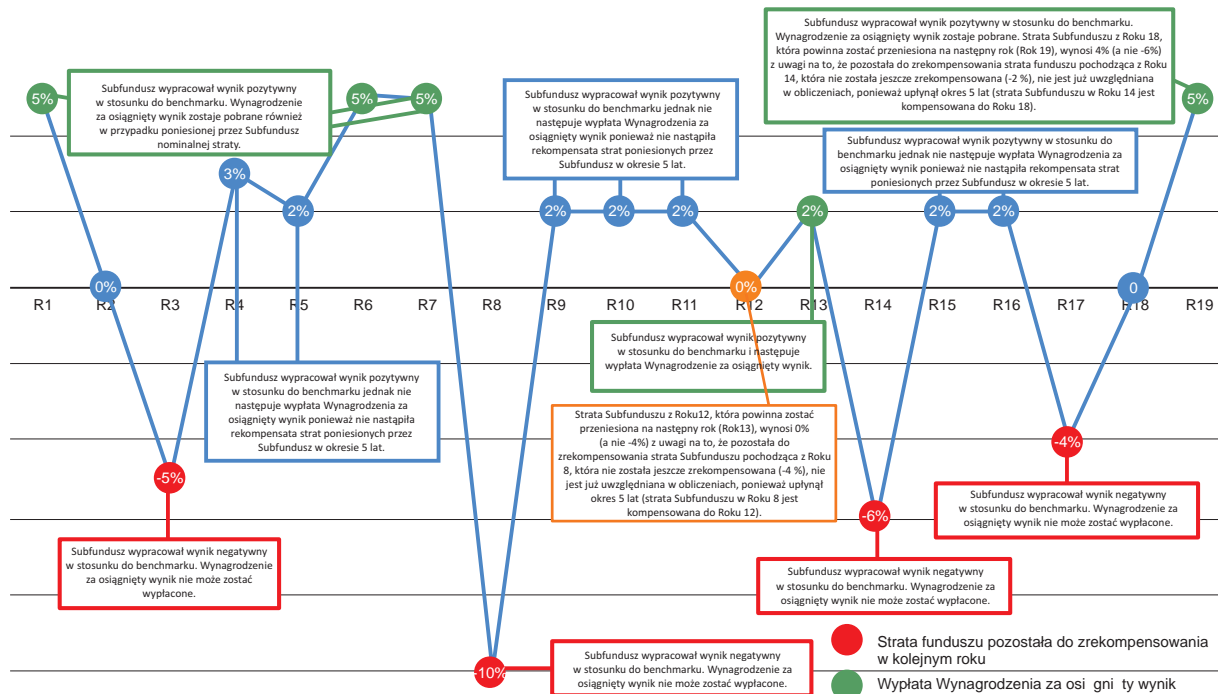 Subfundusz wypracował wynik pozytywny
w stosunku do benchmarku. Wynagrodzenie
za osiągnięty wynik zostaje pobrane również
w przypadku poniesionej przez Subfundusz
nominalnej straty.
Subfundusz wypracował wynik pozytywny
w stosunku do benchmarku jednak nie
następuje wypłata Wynagrodzenia za
osiągnięty wynik ponieważ nie nastąpiła
rekompensata strat poniesionych przez
Subfundusz w okresie 5 lat.
Subfundusz wypracował wynik pozytywny w stosunku do benchmarku.
Wynagrodzenie za osiągnięty wynik zostaje pobrane. Strata Subfunduszu z Roku 18,
która powinna zostać przeniesiona na następny rok (Rok 19), wynosi 4% (a nie -6%)
z uwagi na to, że pozostała do zrekompensowania strata funduszu pochodząca z Roku
14, która nie została jeszcze zrekompensowana (-2 %), nie jest już uwzględniana
w obliczeniach, ponieważ upłynął okres 5 lat (strata Subfunduszu w Roku 14 jest
kompensowana do Roku 18).
Subfundusz wypracował wynik pozytywny w stosunku do
benchmarku jednak nie następuje wypłata Wynagrodzenia za
osiągnięty wynik ponieważ nie nastąpiła rekompensata strat
poniesionych przez Subfundusz w okresie 5 lat.
5% 5% 5% 5%
3%
2% 2% 2% 2% 2% 2% 2%
0% 0% 0
R1 R2 R3 R4 R5 R6 R7 R8 R9 R10 R11 R12 R13 R14 R15 R16 R17 R18 R19
Subfundusz wypracował wynik pozytywny
w stosunku do benchmarku i następuje
wypłata Wynagrodzenie za osiągnięty wynik.
Subfundusz wypracował wynik pozytywny
w stosunku do benchmarku jednak nie
następuje wypłata Wynagrodzenia za
osiągnięty wynik ponieważ nie nastąpiła
rekompensata strat poniesionych przez
Subfundusz w okresie 5 lat.
Strata Subfunduszu z Roku12, która powinna zostać
przeniesiona na następny rok (Rok13), wynosi 0%
(a nie -4%) z uwagi na to, że pozostała do
zrekompensowania strata Subfunduszu pochodząca z Roku
8, która nie została jeszcze zrekompensowana (-4 %), nie
jest już uwzględniana w obliczeniach, ponieważ upłynął
okres 5 lat (strata Subfunduszu w Roku 8 jest
kompensowana do Roku 12).
-4%
-5%
-6%
Subfundusz wypracował wynik negatywny
w stosunku do benchmarku. Wynagrodzenie za
osiągnięty wynik nie może zostać wypłacone.
Subfundusz wypracował wynik negatywny
w stosunku do benchmarku. Wynagrodzenie
za osiągnięty wynik nie może zostać
wypłacone.
Subfundusz wypracował wynik negatywny
w stosunku do benchmarku. Wynagrodzenie za
osiągnięty wynik nie może zostać wypłacone.
-10%
Subfundusz wypracował wynik negatywny
w stosunku do benchmarku. Wynagrodzenie za
osiągnięty wynik nie może zostać wypłacone.
Strata funduszu pozostała do zrekompensowania
w kolejnym roku
Wypłata Wynagrodzenia za osi gni ty wynik